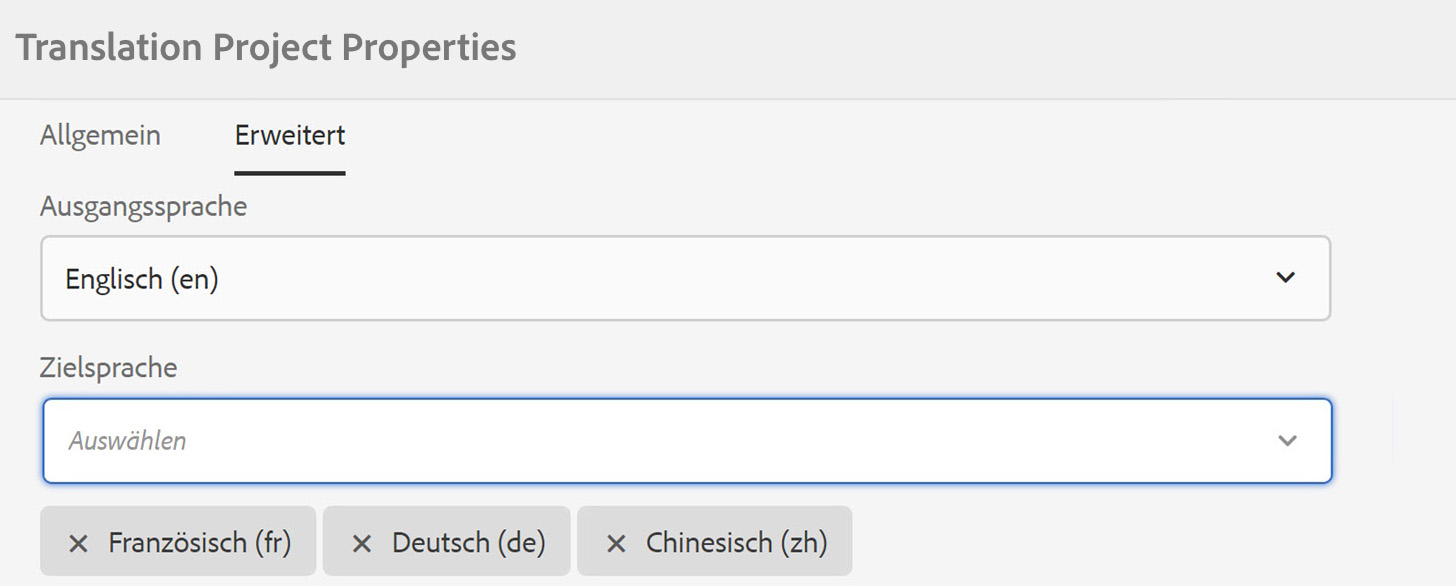 Translation Project Properties
Allgemein Erweitert
Ausgangssprache
Englisch (en)
Zielsprache
Auswählen
Französisch (fr) Deutsch (de) Chinesisch (zh)